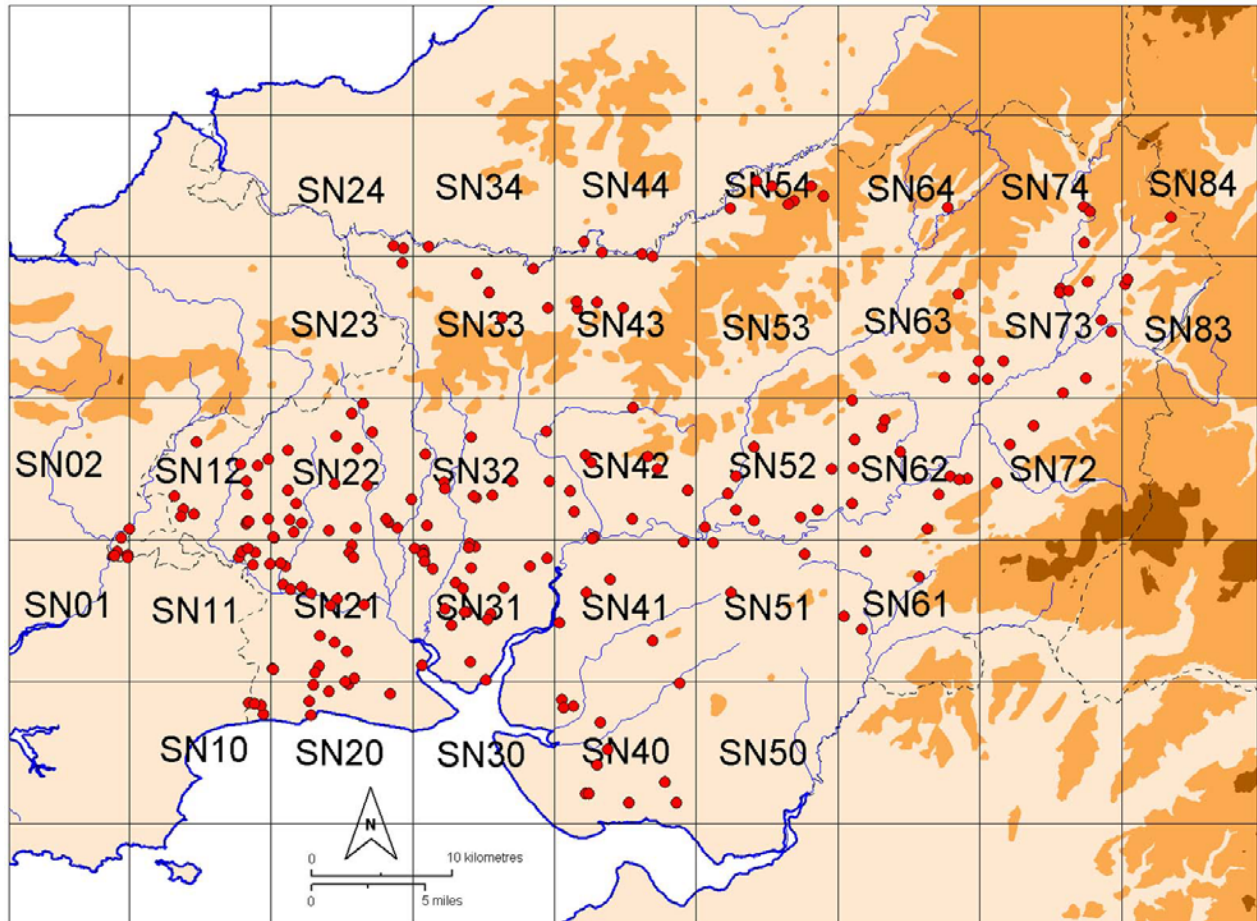 SN24 SN34 SN44 SN54 SN64 SN74 SN84
SN23 SN33 SN43 SN53 SN63 SN73 SN83
SN02 SN12 SN22 SN32 SN42 SN52 SN62 SN72
SN01 SN11 SN21 SN31 SN41 SN51 SN61
SN10 SN20 SN30 SN40 SN50
N
0 10 kilometres
0 5 miles